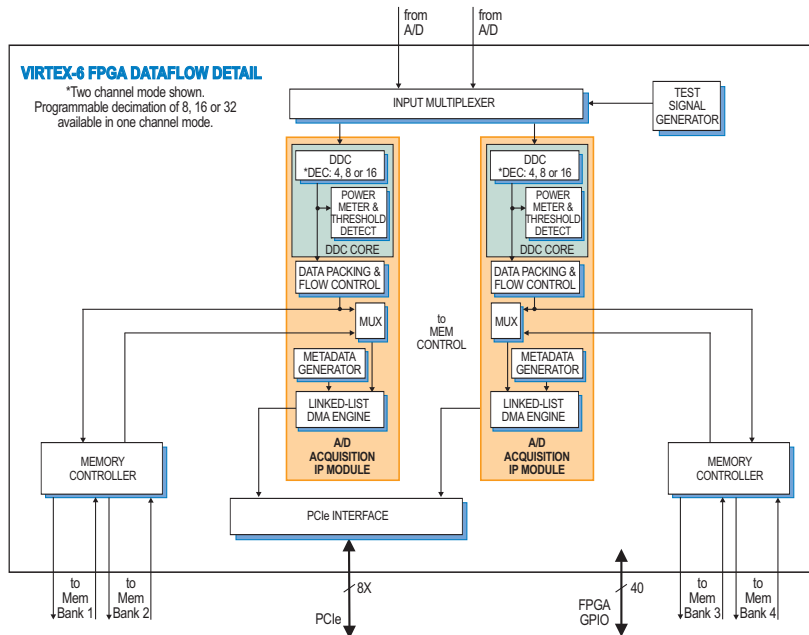 from
A/D
from
A/D
VIRTEX-6 FPGA DATAFLOW DETAIL
*Two channel mode shown.
Programmable decimation of 8, 16 or 32
available in one channel mode.
INPUT MULTIPLEXER
TEST
SIGNAL
GENERATOR
DDC
*DEC: 4, 8 or 16
POWER
METER &
THRESHOLD
DETECT
DDC CORE
DATA PACKING &
FLOW CONTROL
MUX
METADATA
GENERATOR
LINKED-LIST
DMA ENGINE
A/D
ACQUISITION
IP MODULE
to
MEM
CONTROL
DDC
*DEC: 4, 8 or 16
POWER
METER &
THRESHOLD
DETECT
DDC CORE
DATA PACKING &
FLOW CONTROL
MUX
METADATA
GENERATOR
LINKED-LIST
DMA ENGINE
A/D
ACQUISITION
IP MODULE
MEMORY
CONTROLLER
MEMORY
CONTROLLER
PCIe INTERFACE
to
Mem
Bank 1
to
Mem
Bank 2
8X
PCIe
40
FPGA
GPIO
to
Mem
Bank 3
to
Mem
Bank 4